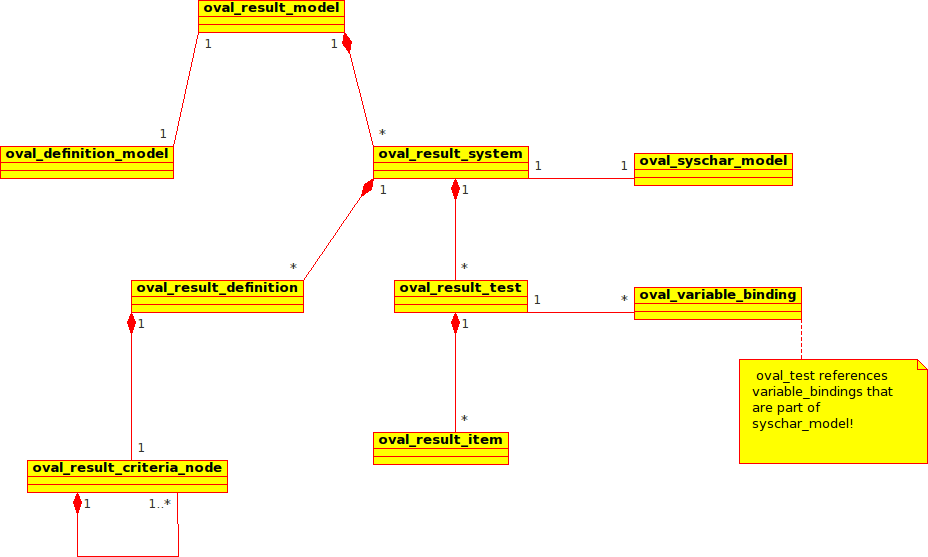 oval_result_model
1
1
1
*
oval_definition_model
oval_result_system
oval_syschar_model
1
1
1
1
*
*
oval_result_definition
oval_result_test
oval_variable_binding
1
*
1
1
oval_test references
variable_bindings that
are part of
syschar_model!
*
oval_result_item
1
oval_result_criteria_node
1
1..*